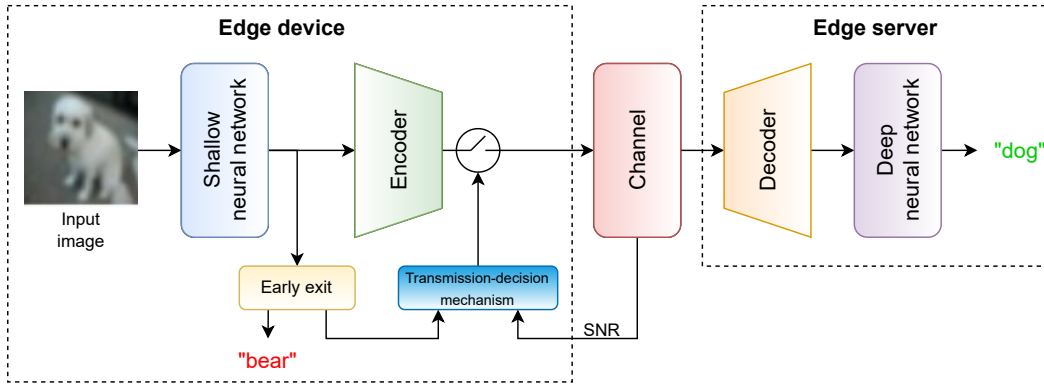 Edge device
Edge server
Shallow
neural network
Encoder
Channel
Decoder
Deep
neural network
"dog"
Input
image
Early exit
Transmission-decision
mechanism
SNR
"bear"